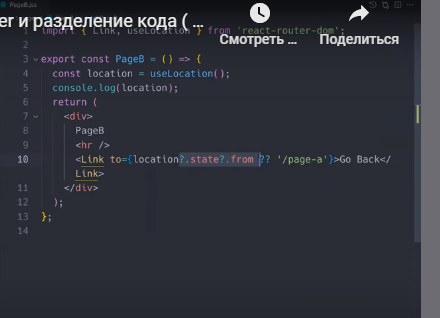 PageB.jsx
er и разделение кода ( ...
1 import { Link, useLocation } from 'react-router-dom';
Смотреть ... Поделиться
3 export const PageB = () => {
4 const location = useLocation();
5 console.log(location);
6 return (
7 <div>
8 PageB
9 <hr />
10 <Link to={location?.state?.from ?? '/page-a'}>Go Back</
Link>
11 </div>
12 );
13 };
14